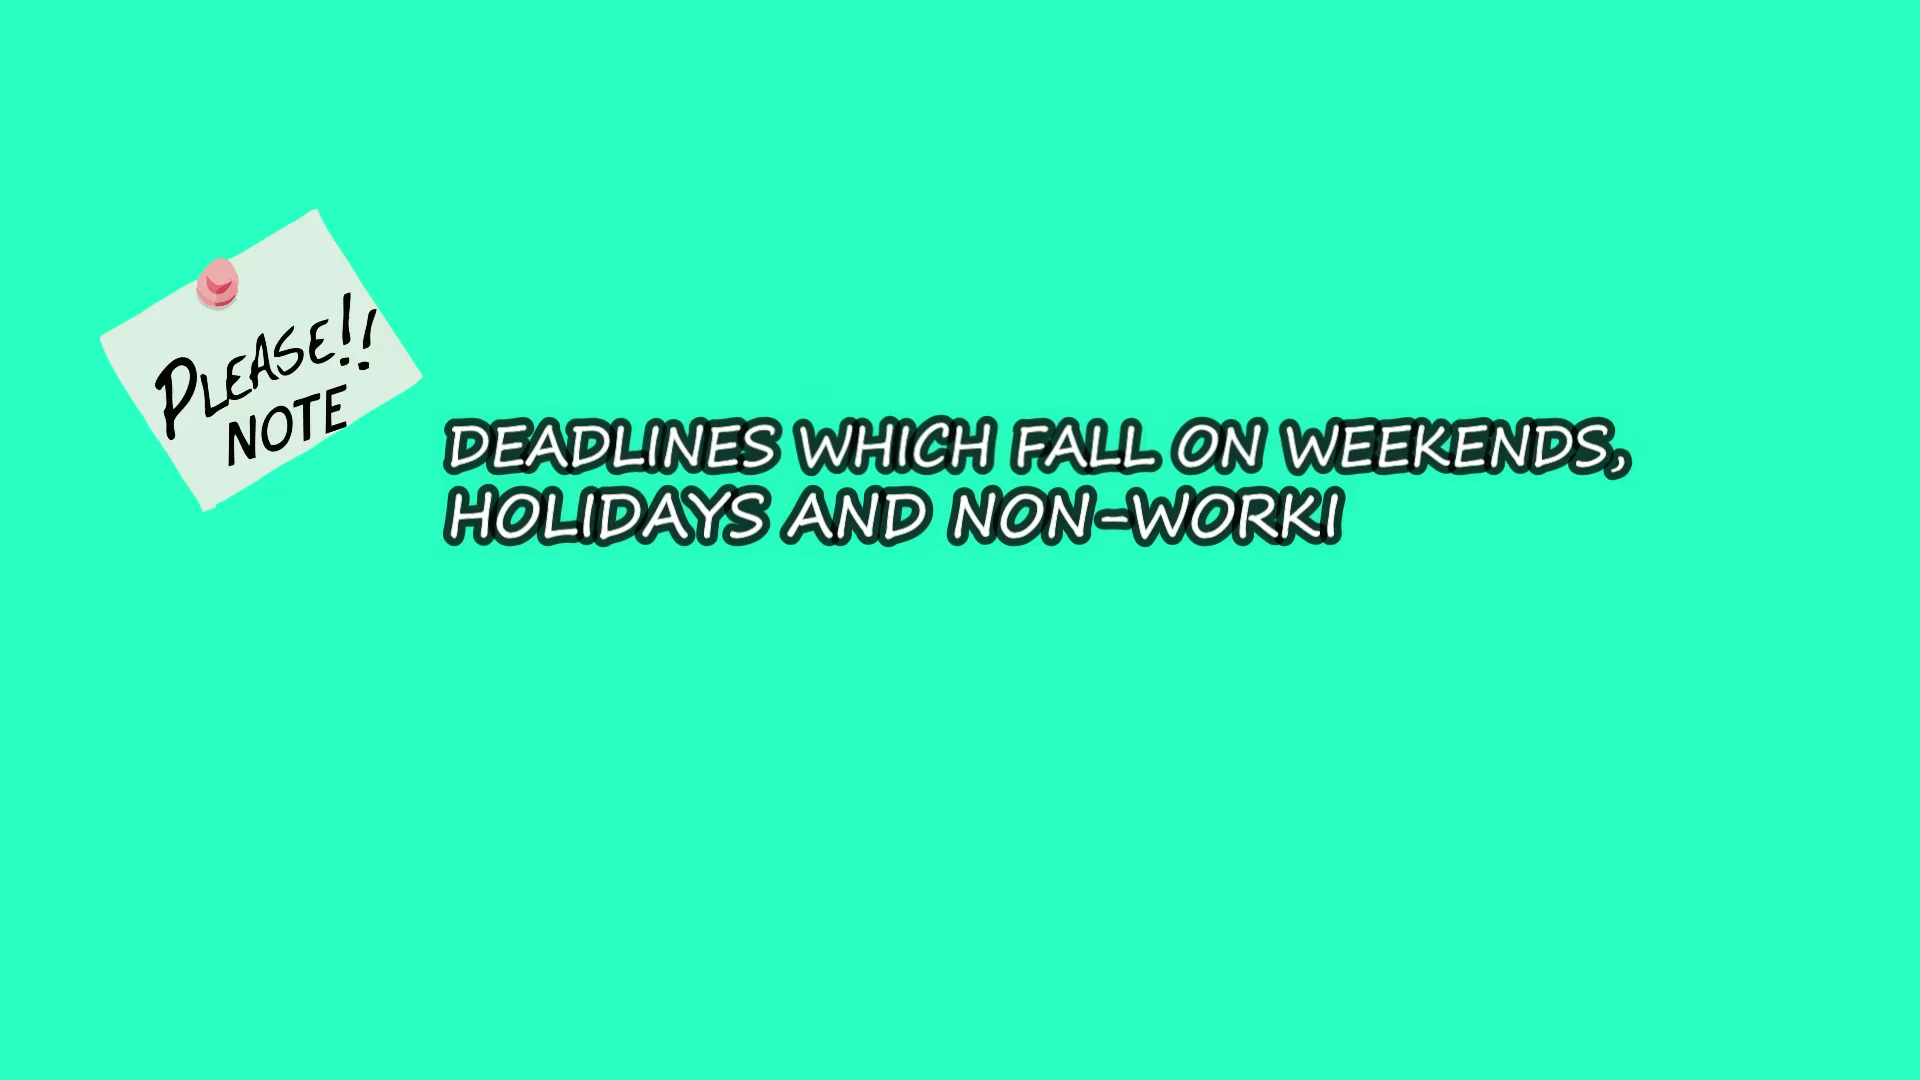 PLEASE!!
NOTE
DEADLINES WHICH FALL ON WEEKENDS,
HOLIDAYS AND NON-WORKI